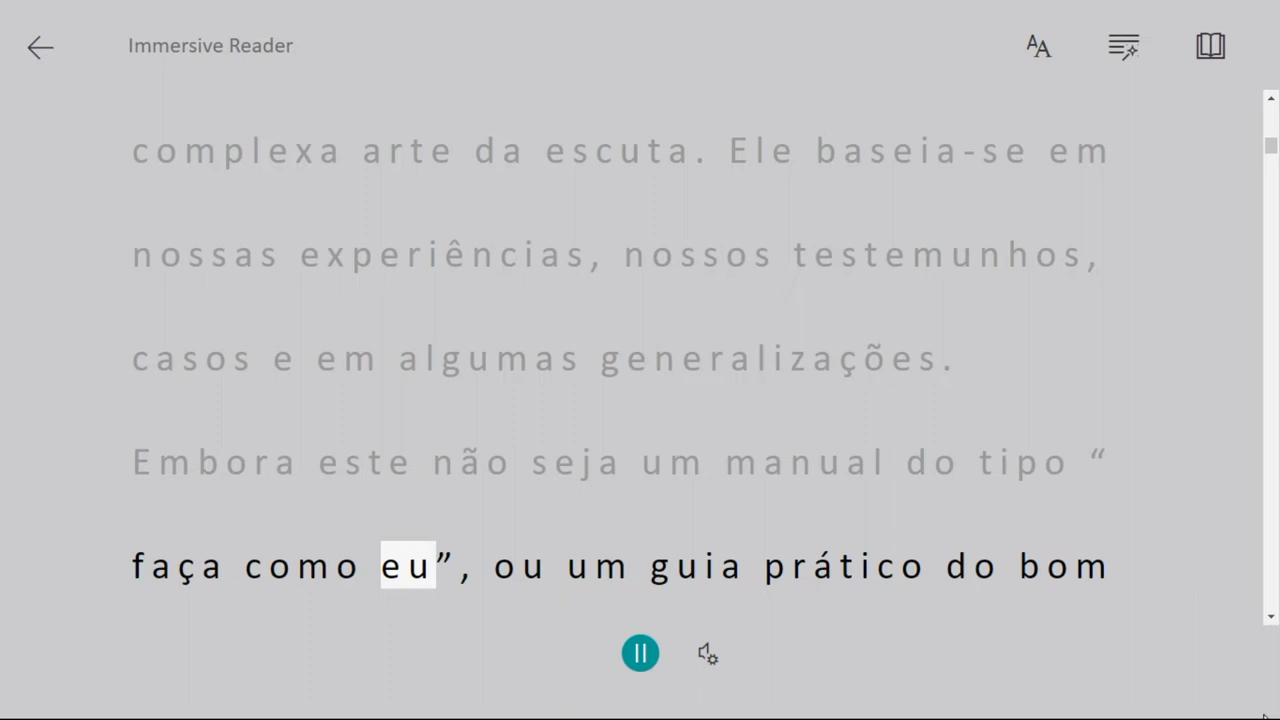 Immersive Reader
complexa arte da escuta. Ele baseia-se em
nossas experiências, nossos testemunhos,
casos e em algumas generalizações.
Embora este não seja um manual do tipo “
faça como eu”, ou um guia prático do bom